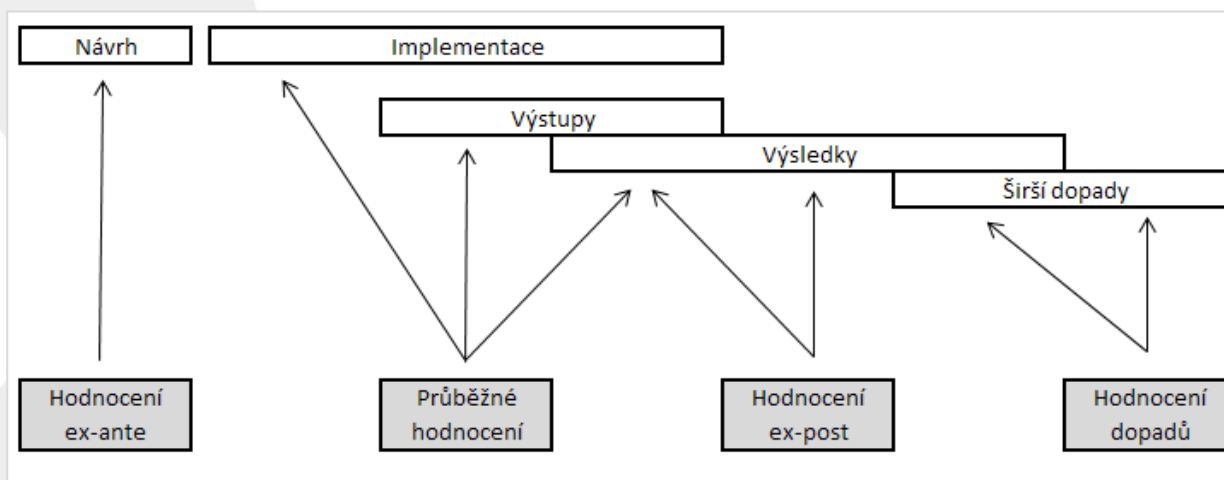 Návrh
Implementace
Výstupy
Výsledky
Širší dopady
Hodnocení
ex-ante
Průběžné
hodnocení
Hodnocení
ex-post
Hodnocení
dopadů